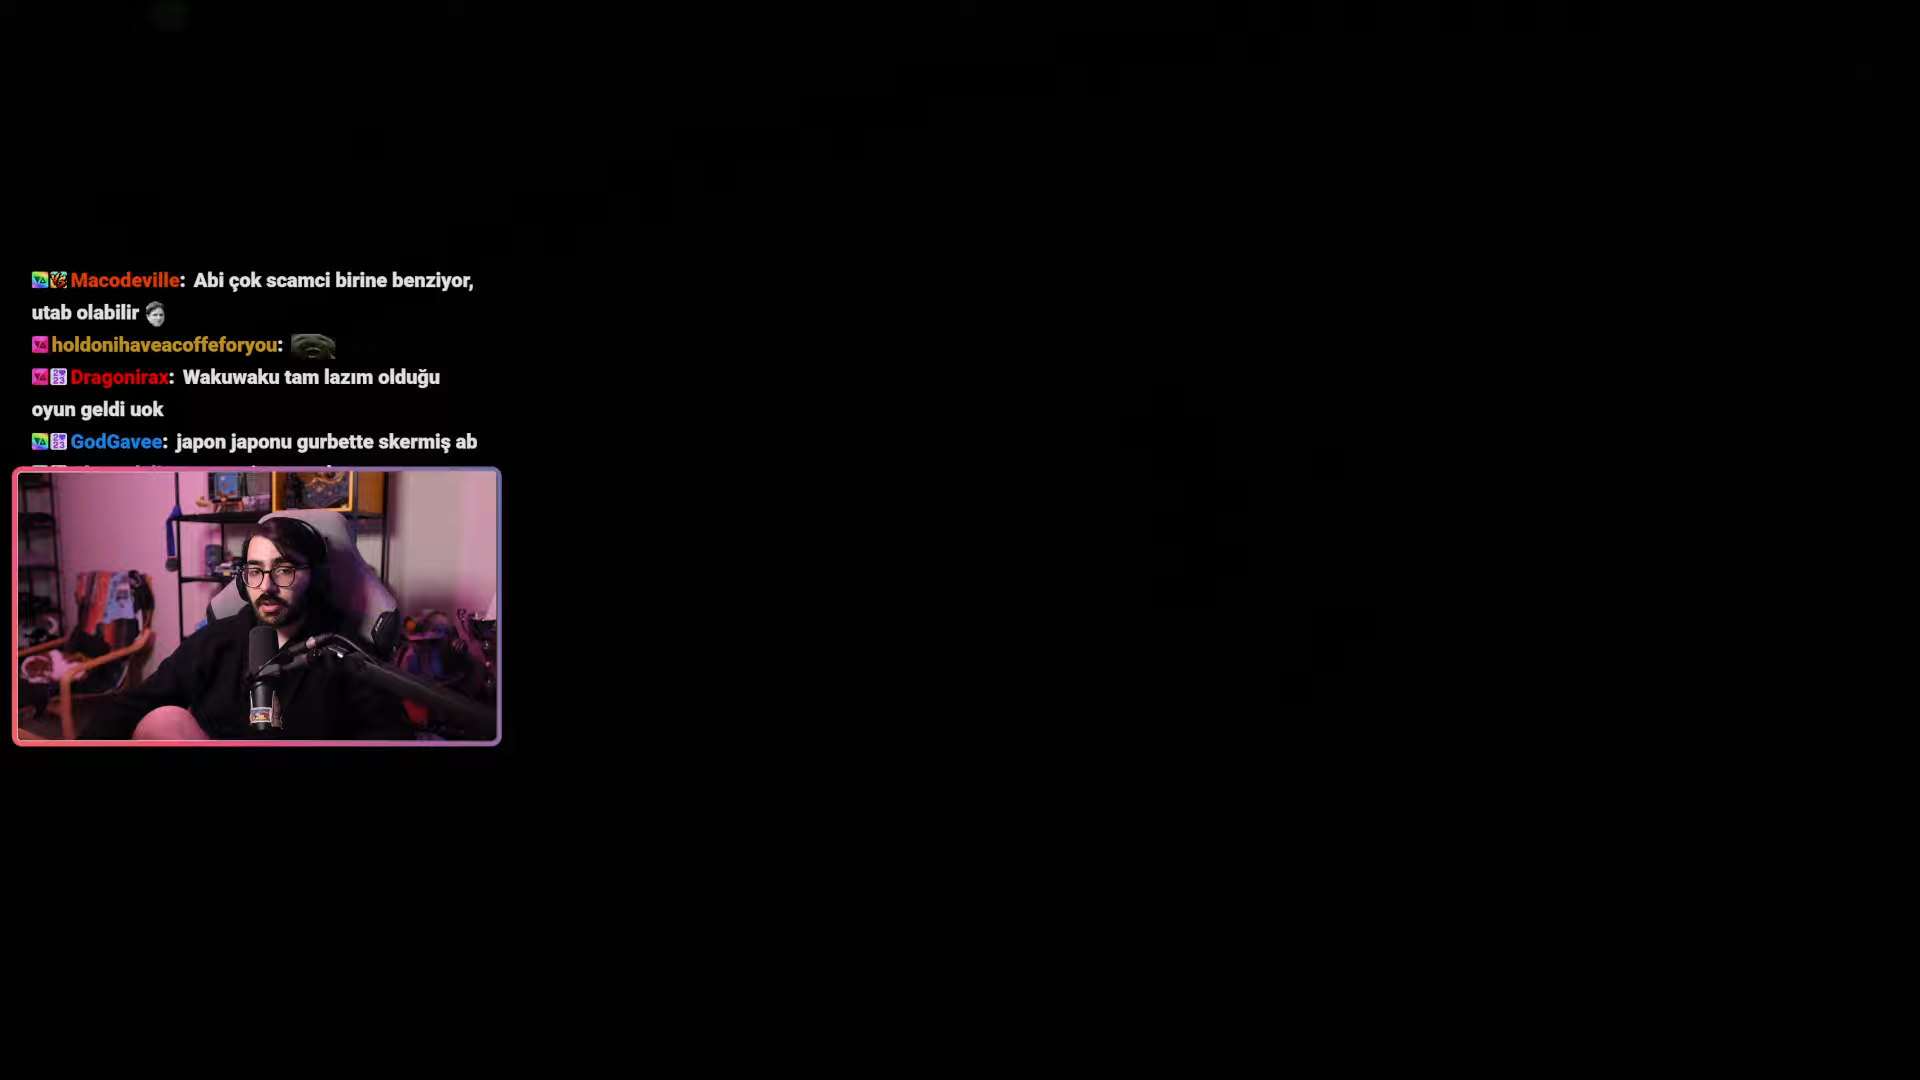 Macodeville: Abi çok scamci birine benziyor,
utab olabilir
holdonihaveacoffeforyou:
Dragonirax: Wakuwaku tam lazım olduğu
oyun geldi uok
GodGavee: japon japonu gurbette skermiş ab